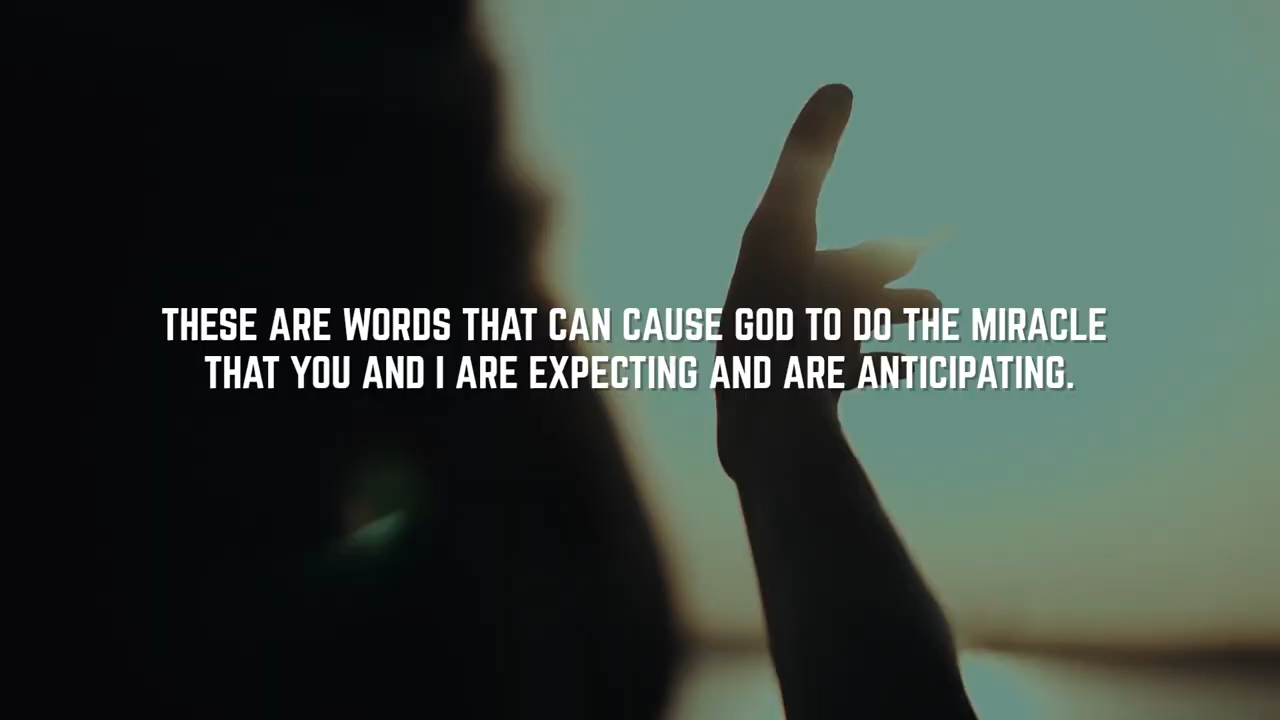 THESE ARE WORDS THAT CAN CAUSE GOD TO DO THE MIRACLE
THAT YOU AND I ARE EXPECTING AND ARE ANTICIPATING.